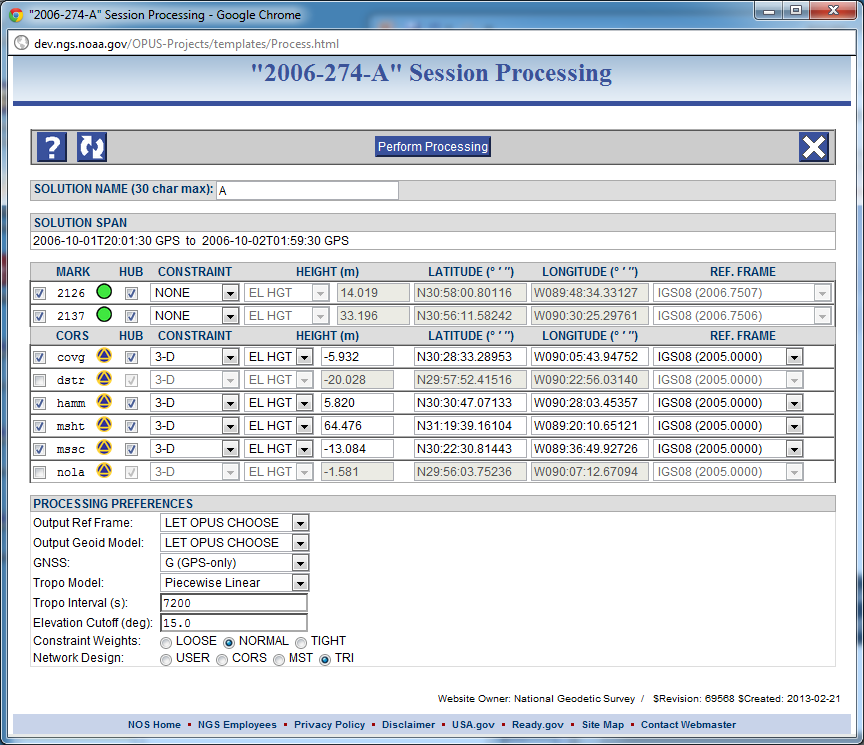 "2006-274-A" Session Processing - Google Chrome
dev.ngs.noaa.gov/OPUS-Projects/templates/Process.html
"2006-274-A" Session Processing
? Perform Processing X
SOLUTION NAME (30 char max): A
SOLUTION SPAN
2006-10-01T20:01:30 GPS to 2006-10-02T01:59:30 GPS
MARK HUB CONSTRAINT HEIGHT (m) LATITUDE (° ′ ″) LONGITUDE (° ′ ″) REF. FRAME
2126 NONE EL HGT 14.019 N30:58:00.80116 W089:48:34.33127 IGS08 (2006.7507)
2137 NONE EL HGT 33.196 N30:56:11.58242 W090:30:25.29761 IGS08 (2006.7506)
CORS HUB CONSTRAINT HEIGHT (m) LATITUDE (° ′ ″) LONGITUDE (° ′ ″) REF. FRAME
covg 3-D EL HGT -5.932 N30:28:33.28953 W090:05:43.94752 IGS08 (2005.0000)
dstr 3-D EL HGT -20.028 N29:57:52.41516 W090:22:56.03140 IGS08 (2005.0000)
hamm 3-D EL HGT 5.820 N30:30:47.07133 W090:28:03.45357 IGS08 (2005.0000)
msht 3-D EL HGT 64.476 N31:19:39.16104 W089:20:10.65121 IGS08 (2005.0000)
mssc 3-D EL HGT -13.084 N30:22:30.81443 W089:36:49.92726 IGS08 (2005.0000)
nola 3-D EL HGT -1.581 N29:56:03.75236 W090:07:12.67094 IGS08 (2005.0000)
PROCESSING PREFERENCES
Output Ref Frame: LET OPUS CHOOSE
Output Geoid Model: LET OPUS CHOOSE
GNSS: G (GPS-only)
Tropo Model: Piecewise Linear
Tropo Interval (s): 7200
Elevation Cutoff (deg): 15.0
Constraint Weights: LOOSE NORMAL TIGHT
Network Design: USER CORS MST TRI
Website Owner: National Geodetic Survey / $Revision: 69568 $Created: 2013-02-21
NOS Home ▪ NGS Employees ▪ Privacy Policy ▪ Disclaimer ▪ USA.gov ▪ Ready.gov ▪ Site Map ▪ Contact Webmaster